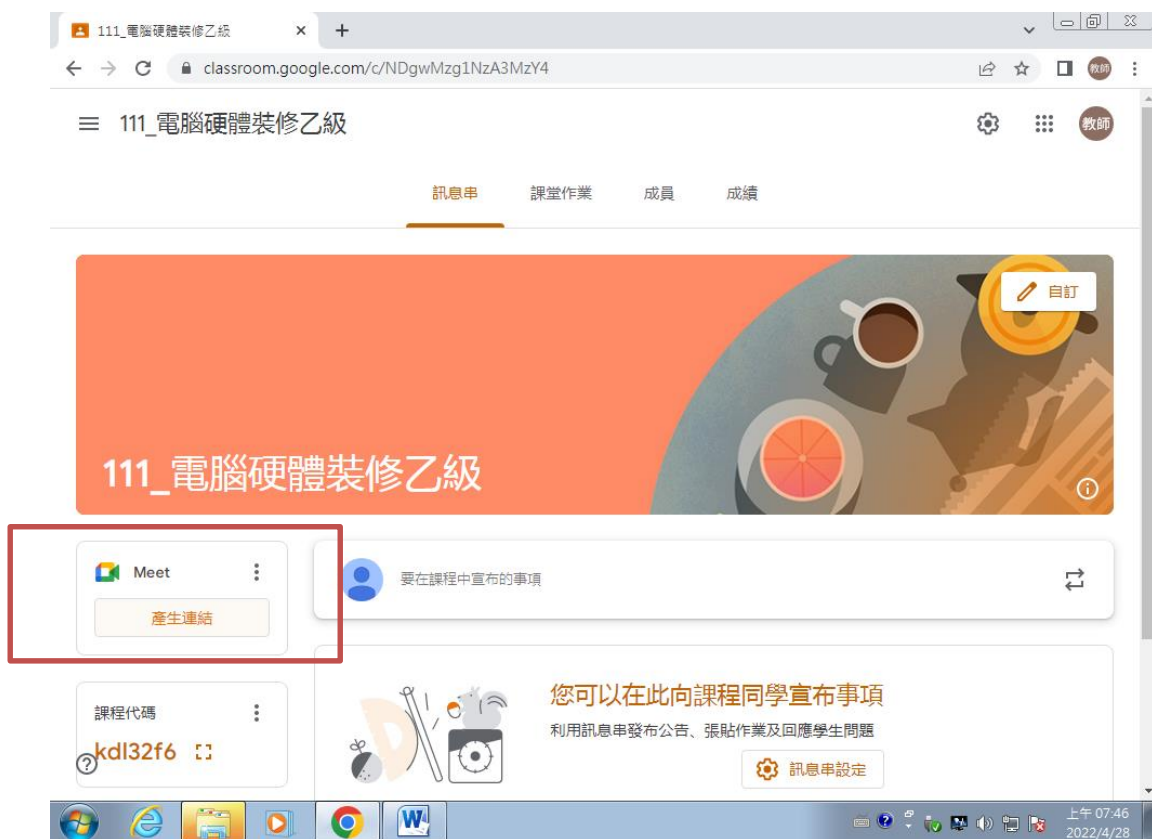 111_電腦硬體裝修乙級
classroom.google.com/c/NDgwMzg1NzA3MzY4
教師
111_電腦硬體裝修乙級
教師
訊息串
課堂作業
成員
成績
自訂
111_電腦硬體裝修乙級
Meet
產生連結
要在課程中宣布的事項
課程代碼
kdl32f6
您可以在此向課程同學宣布事項
利用訊息串發布公告、張貼作業及回應學生問題
訊息串設定
上午 07:46
2022/4/28